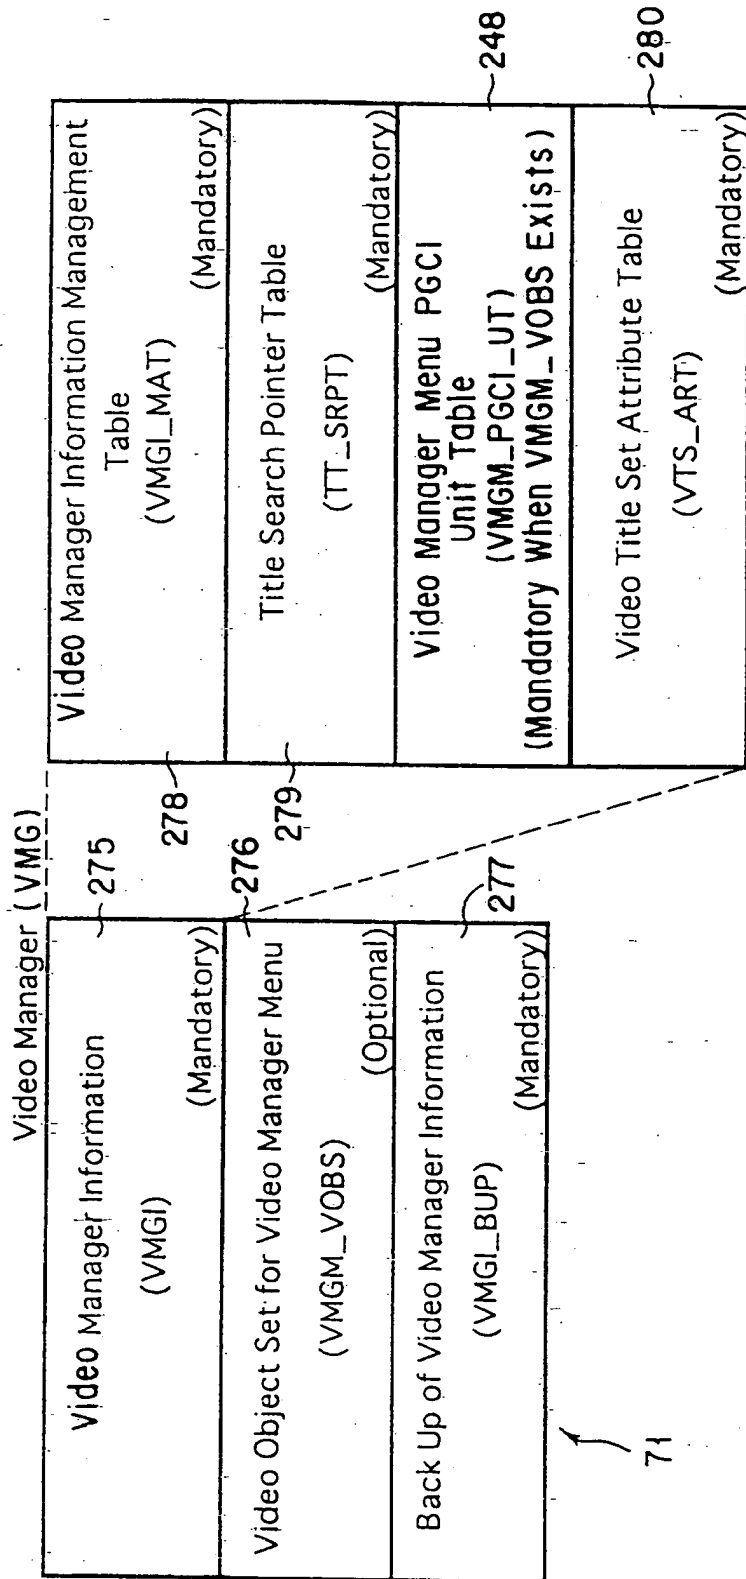 Video Manager (VMG)
Video Manager Information
(VMGI)
(Mandatory)
275
Video Object Set for Video Manager Menu
(VMGM_VOBS)
(Optional)
276
Back Up of Video Manager Information
(VMGI_BUP)
(Mandatory)
277
71
Video Manager Information Management
Table
(VMGI_MAT)
(Mandatory)
278
Title Search Pointer Table
(TT_SRPT)
(Mandatory)
279
Video Manager Menu PGCI
Unit Table
(VMGM_PGCI_UT)
(Mandatory When VMGM_VOBS Exists)
248
Video Title Set Attribute Table
(VTS_ART)
(Mandatory)
280